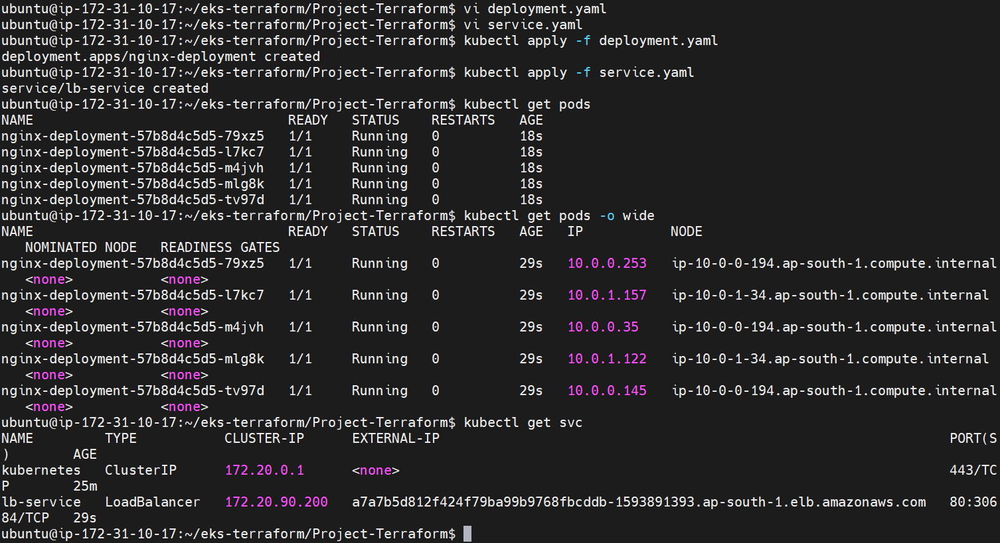 ubuntu@ip-172-31-10-17:~/eks-terraform/Project-Terraform$ vi deployment.yaml
ubuntu@ip-172-31-10-17:~/eks-terraform/Project-Terraform$ vi service.yaml
ubuntu@ip-172-31-10-17:~/eks-terraform/Project-Terraform$ kubectl apply -f deployment.yaml
deployment.apps/nginx-deployment created
ubuntu@ip-172-31-10-17:~/eks-terraform/Project-Terraform$ kubectl apply -f service.yaml
service/lb-service created
ubuntu@ip-172-31-10-17:~/eks-terraform/Project-Terraform$ kubectl get pods
NAME                                READY   STATUS    RESTARTS   AGE
nginx-deployment-57b8d4c5d5-79xz5   1/1     Running   0          18s
nginx-deployment-57b8d4c5d5-l7kc7   1/1     Running   0          18s
nginx-deployment-57b8d4c5d5-m4jvh   1/1     Running   0          18s
nginx-deployment-57b8d4c5d5-mlg8k   1/1     Running   0          18s
nginx-deployment-57b8d4c5d5-tv97d   1/1     Running   0          18s
ubuntu@ip-172-31-10-17:~/eks-terraform/Project-Terraform$ kubectl get pods -o wide
NAME                                READY   STATUS    RESTARTS   AGE   IP           NODE
   NOMINATED NODE   READINESS GATES
nginx-deployment-57b8d4c5d5-79xz5   1/1     Running   0          29s   10.0.0.253   ip-10-0-0-194.ap-south-1.compute.internal
   <none>           <none>
nginx-deployment-57b8d4c5d5-l7kc7   1/1     Running   0          29s   10.0.1.157   ip-10-0-1-34.ap-south-1.compute.internal
   <none>           <none>
nginx-deployment-57b8d4c5d5-m4jvh   1/1     Running   0          29s   10.0.0.35    ip-10-0-0-194.ap-south-1.compute.internal
   <none>           <none>
nginx-deployment-57b8d4c5d5-mlg8k   1/1     Running   0          29s   10.0.1.122   ip-10-0-1-34.ap-south-1.compute.internal
   <none>           <none>
nginx-deployment-57b8d4c5d5-tv97d   1/1     Running   0          29s   10.0.0.145   ip-10-0-0-194.ap-south-1.compute.internal
   <none>           <none>
ubuntu@ip-172-31-10-17:~/eks-terraform/Project-Terraform$ kubectl get svc
NAME         TYPE           CLUSTER-IP      EXTERNAL-IP                                                                PORT(S
)        AGE
kubernetes   ClusterIP      172.20.0.1      <none>                                                                     443/TC
P        25m
lb-service   LoadBalancer   172.20.90.200   a7a7b5d812f424f79ba99b9768fbcddb-1593891393.ap-south-1.elb.amazonaws.com   80:306
84/TCP   29s
ubuntu@ip-172-31-10-17:~/eks-terraform/Project-Terraform$